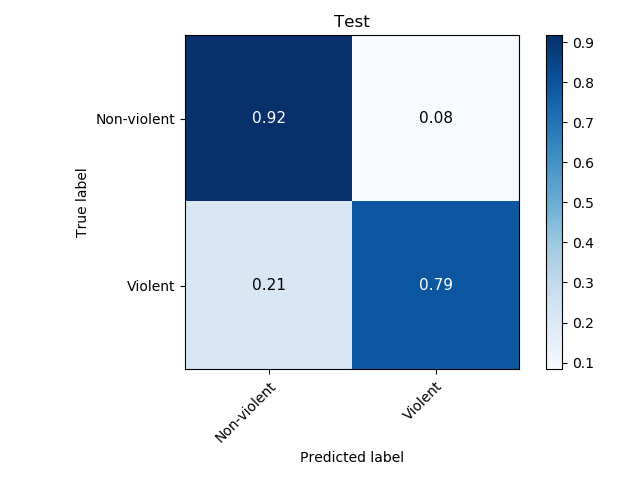 Test
Non-violent
0.92
0.08
Violent
0.21
0.79
True label
Non-violent
Violent
Predicted label
0.9
0.8
0.7
0.6
0.5
0.4
0.3
0.2
0.1